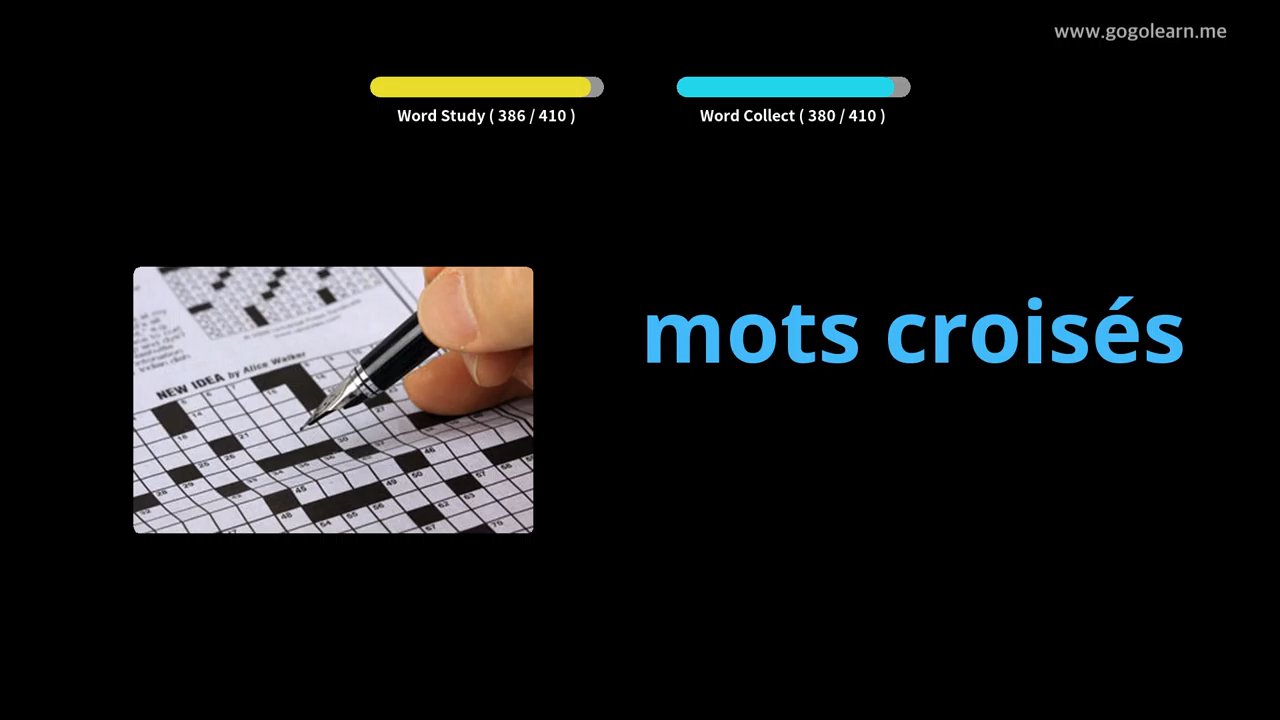 www.gogolearn.me
Word Study ( 386 / 410 )
Word Collect ( 380 / 410 )
mots croisés
NEW IDEA by Alice Walker